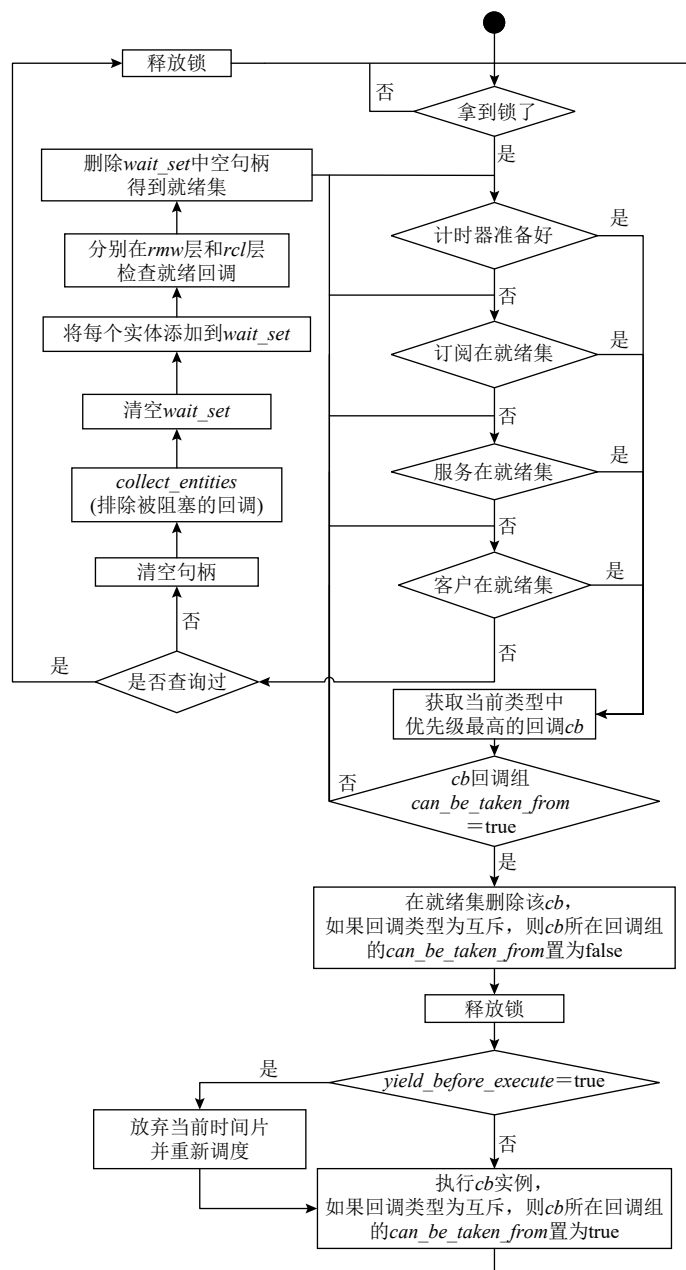 释放锁
否
拿到锁了
是
删除wait_set中空句柄
得到就绪集
计时器准备好
是
分别在rmw层和rcl层
检查就绪回调
否
将每个实体添加到wait_set
订阅在就绪集
是
清空wait_set
否
服务在就绪集
是
collect_entities
(排除被阻塞的回调)
否
清空句柄
客户在就绪集
是
否
否
是
是否查询过
获取当前类型中
优先级最高的回调cb
否
cb回调组
can_be_taken_from
＝true
是
在就绪集删除该cb，
如果回调类型为互斥，则cb所在回调组
的can_be_taken_from置为false
释放锁
是
yield_before_execute＝true
放弃当前时间片
并重新调度
否
执行cb实例，
如果回调类型为互斥，则cb所在回调组
的can_be_taken_from置为true